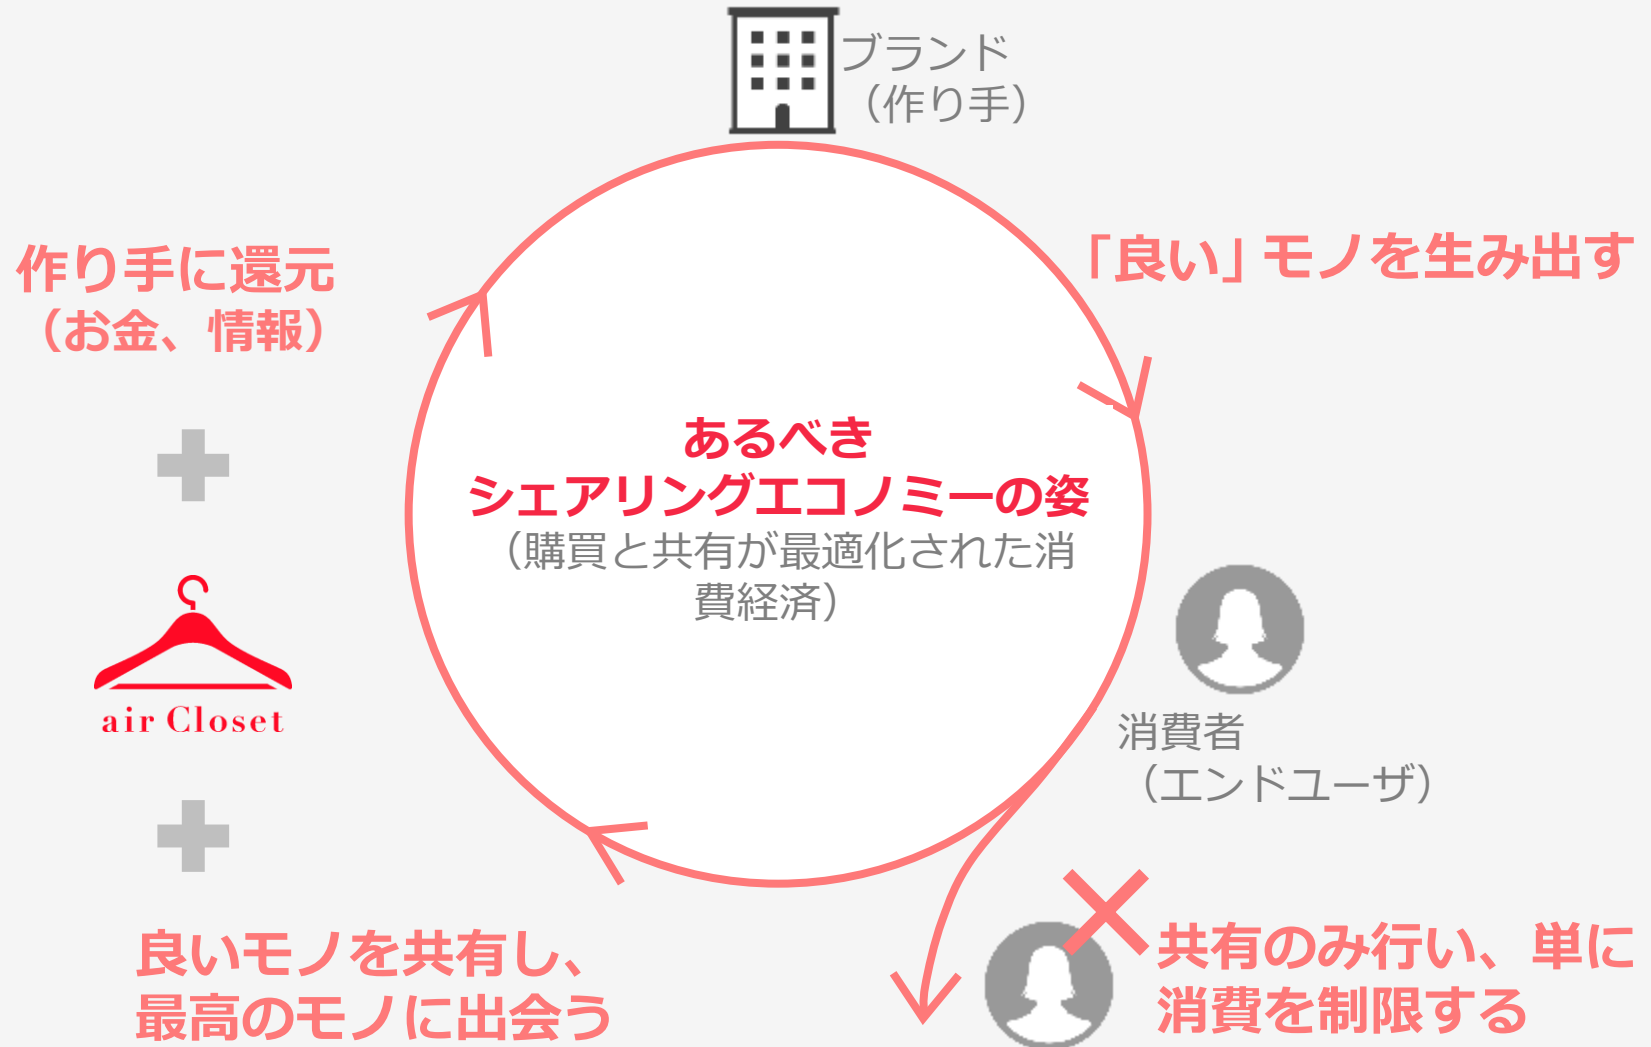 ブランド
（作り手）
「良い」モノを生み出す
作り手に還元
（お金、情報）
あるべき
シェアリングエコノミーの姿
（購買と共有が最適化された消
費経済）
air Closet
消費者
（エンドユーザ）
良いモノを共有し、
最高のモノに出会う
共有のみ行い、単に
消費を制限する